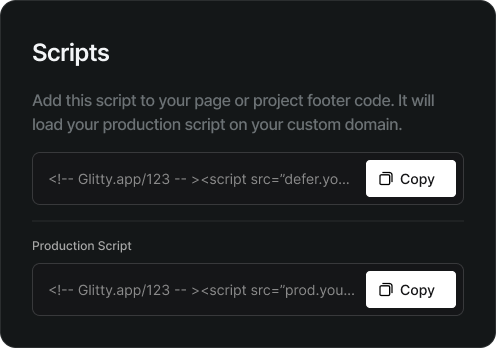 Scripts
Add this script to your page or project footer code. It will
load your production script on your custom domain.
<!-- Glitty.app/123 -- ><script src=”defer.yo...
Copy
Production Script
<!-- Glitty.app/123 -- ><script src=”prod.you...
Copy